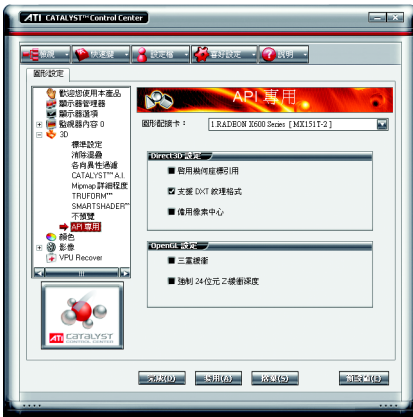 ATI CATALYST™ Control Center
檢視 快速鍵 設定檔 喜好設定 說明
圖形設定
歡迎您使用本產品
顯示器管理器
顯示器選項
監視器內容 0
3D
標準設定
消除混疊
各向異性過濾
CATALYST™ A.I.
Mipmap 詳細程度
TRUFORM™
SMARTSHADER™
不預覽
API 專用
顏色
影像
VPU Recover
API 專用
圖形配接卡：
1.RADEON X600 Series [ MX151T-2 ]
Direct3D 設定
啟用幾何座標引用
支援 DXT 紋理格式
備用像素中心
OpenGL 設定
三重緩衝
強制 24位元 Z-緩衝深度
ATI CATALYST
CONTROL CENTER
完成(O) 套用(A) 預設(S)